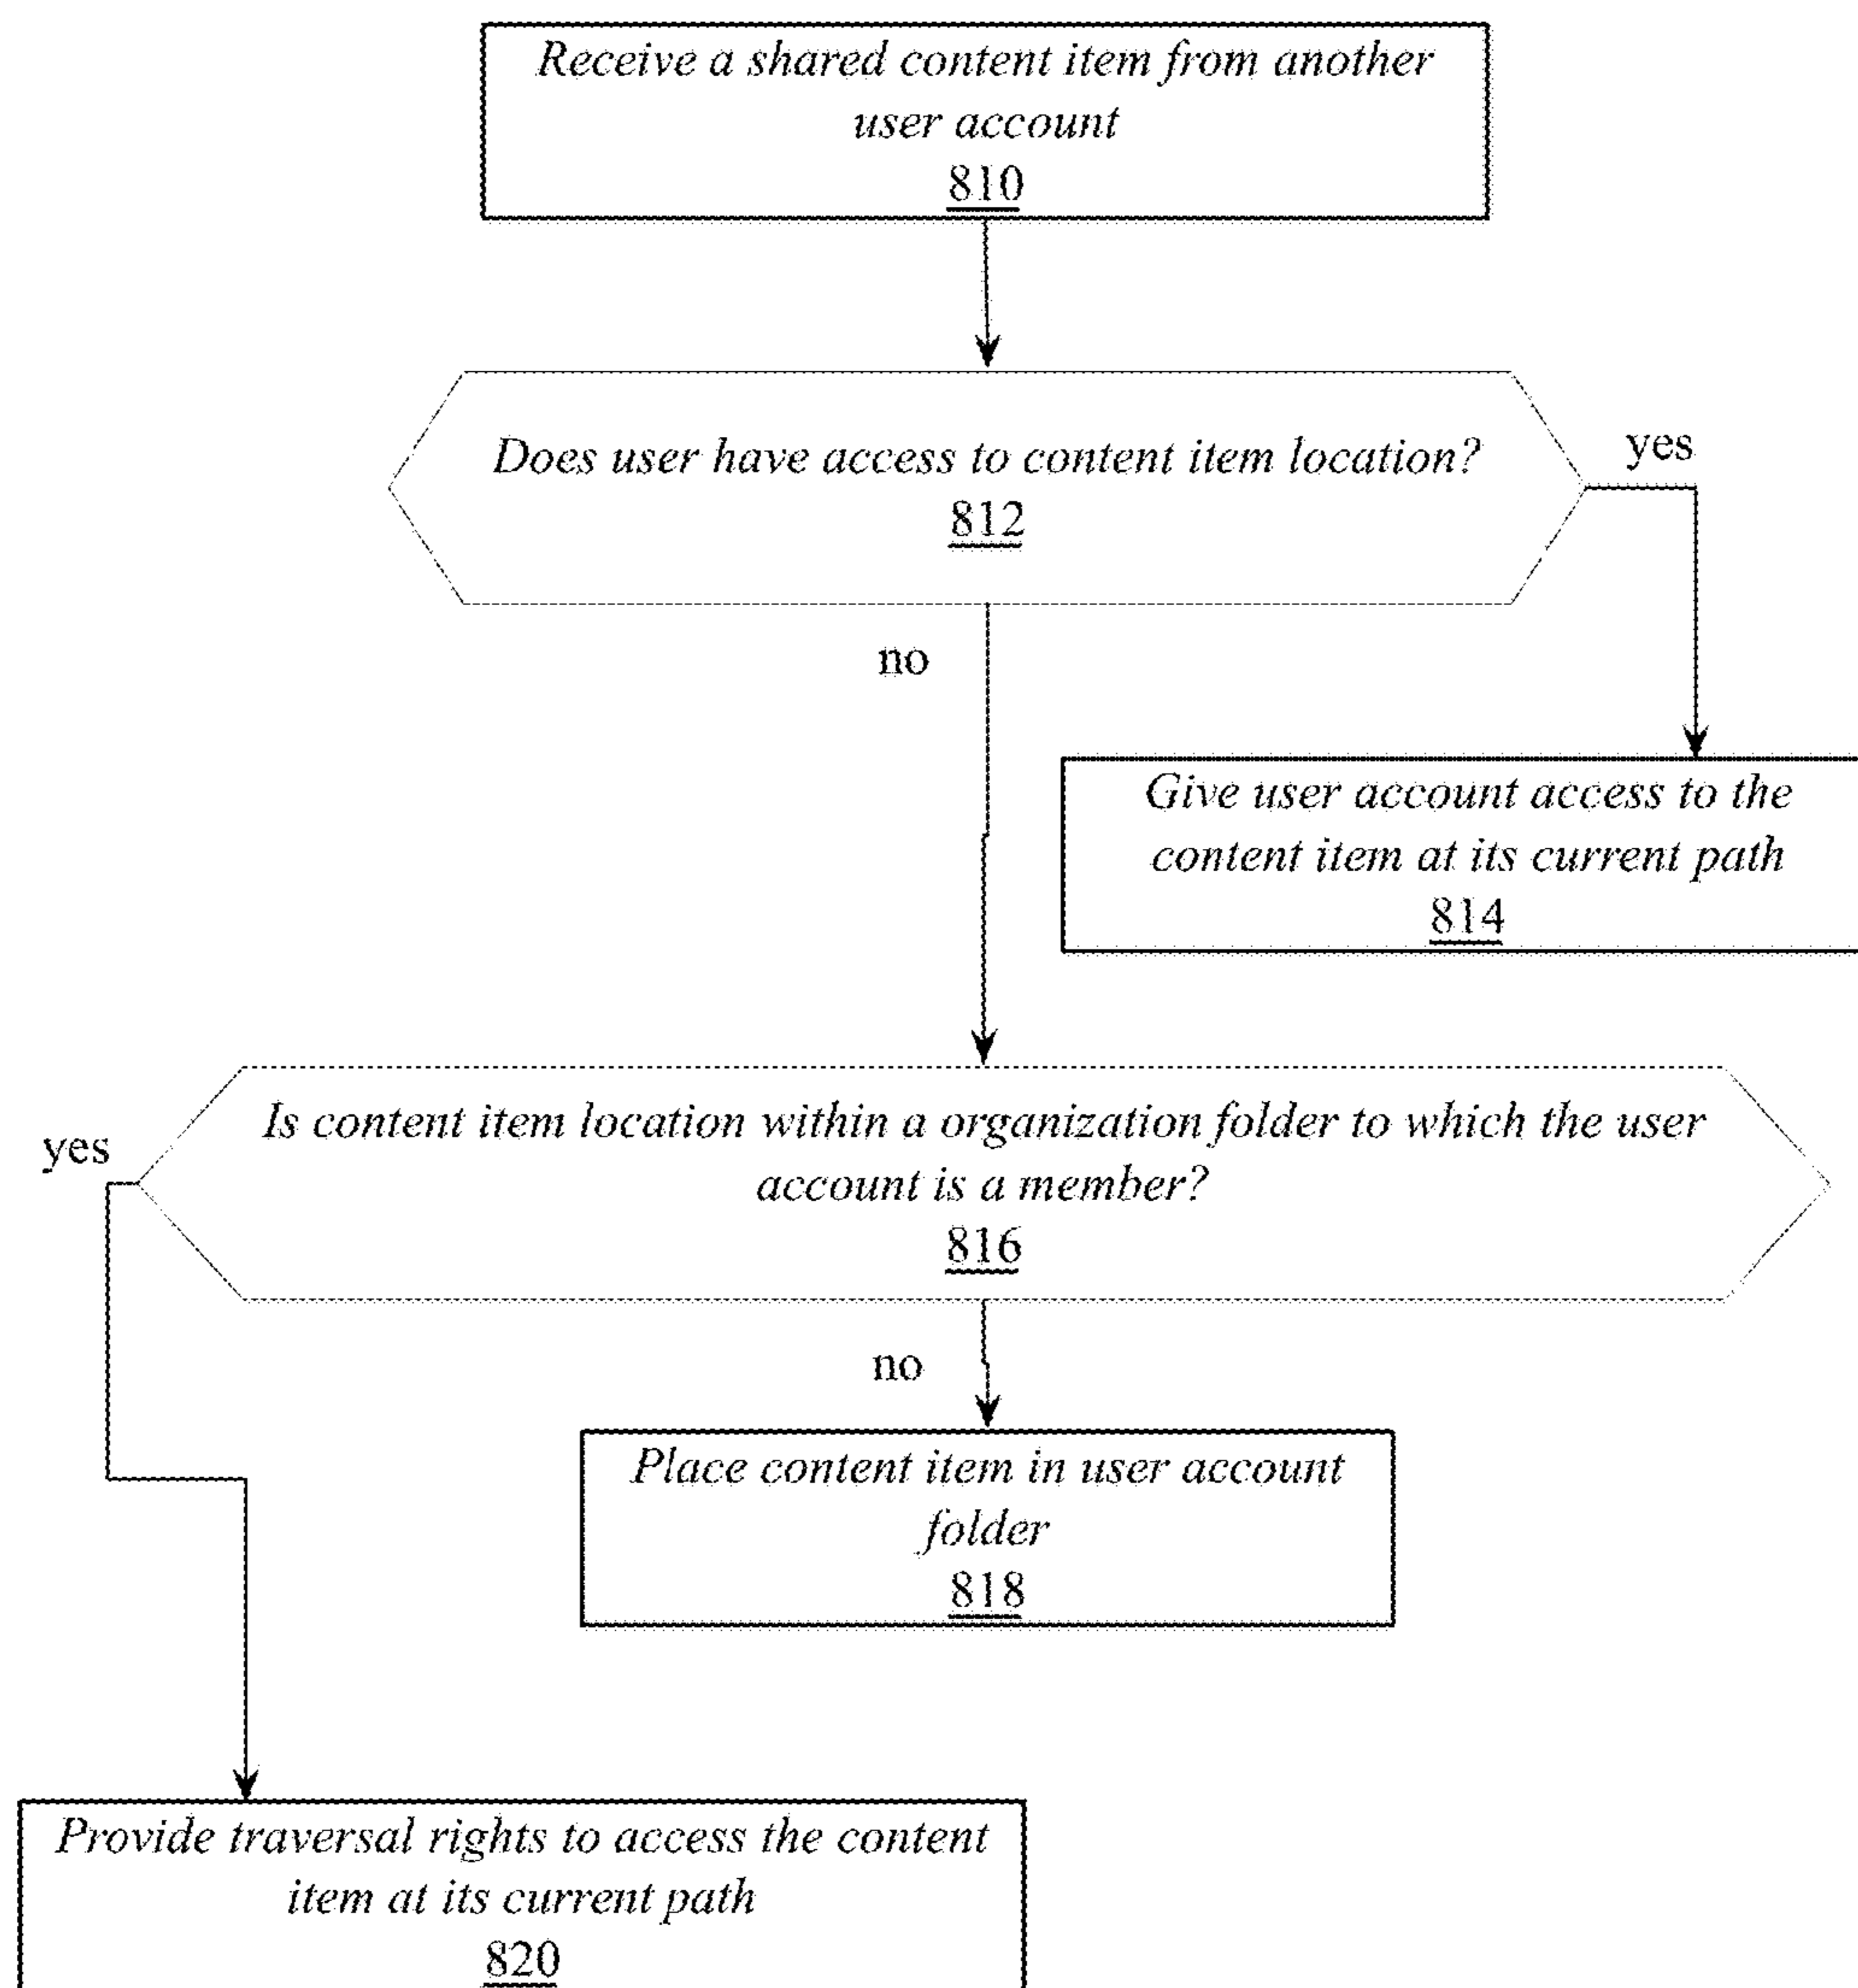 Receive a shared content item from another
user account
810
Does user have access to content item location?
812
yes
no
Give user account access to the
content item at its current path
814
Is content item location within a organization folder to which the user
account is a member?
816
yes
no
Place content item in user account
folder
818
Provide traversal rights to access the content
item at its current path
820